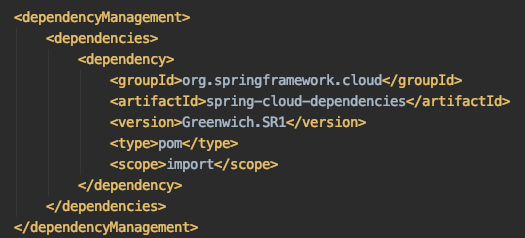 <dependencyManagement>
<dependencies>
<dependency>
<groupId>org.springframework.cloud</groupId>
<artifactId>spring-cloud-dependencies</artifactId>
<version>Greenwich.SR1</version>
<type>pom</type>
<scope>import</scope>
</dependency>
</dependencies>
</dependencyManagement>